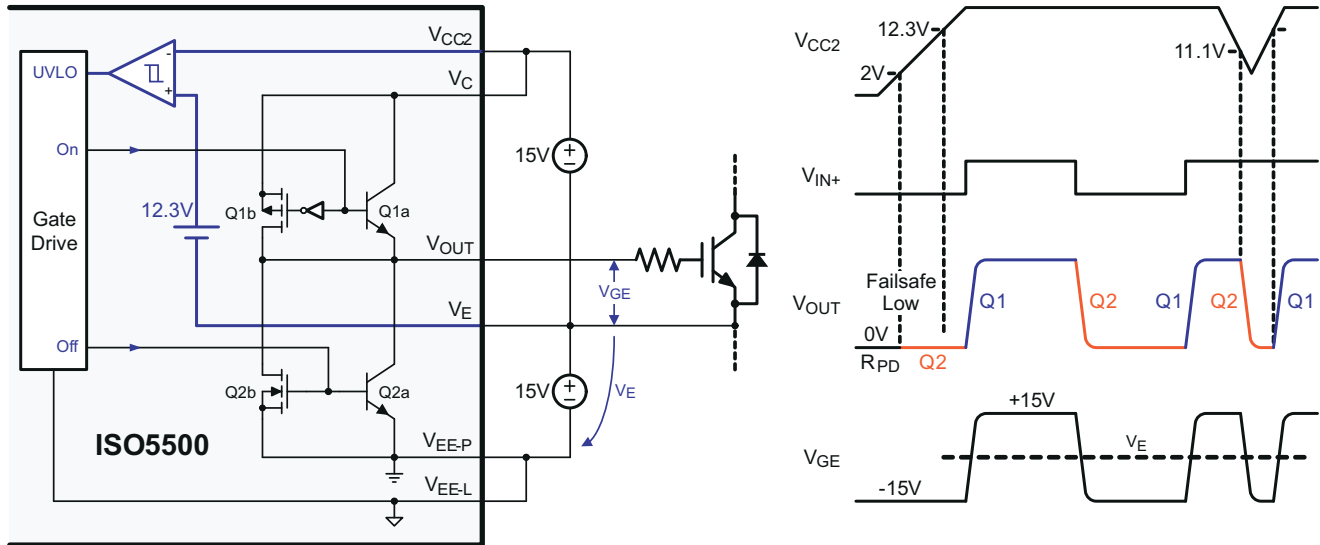 VCC2
UVLO
-
+
VC
On
15V
+
-
12.3V
Gate
Drive
Q1b
Q1a
VOUT
VGE
VE
Off
Q2b
Q2a
15V
+
-
VE
ISO5500
VEE-P
VEE-L
VCC2
12.3V
2V
11.1V
VIN+
VOUT
Failsafe
Low
0V
RPD
Q2
Q1
Q2
Q1
Q2
Q1
VGE
+15V
VE
-15V